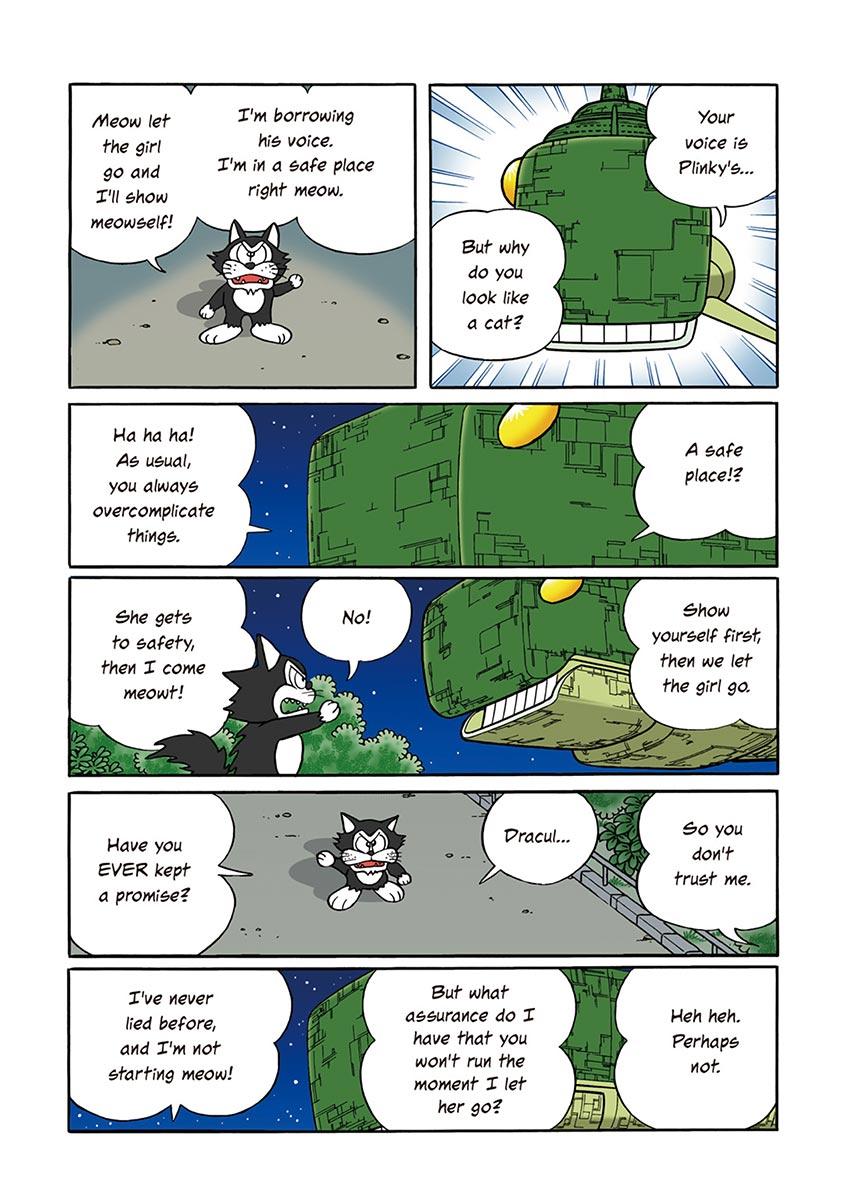 Your
voice is
Plinky's...
But why
do you
look like
a cat?
I'm borrowing
his voice.
I'm in a safe place
right meow.
Meow let
the girl
go and
I'll show
meowself!
A safe
place!?
Ha ha ha!
As usual,
you always
overcomplicate
things.
Show
yourself first,
then we let
the girl go.
No!
She gets
to safety,
then I come
meowt!
So you
don't
trust me.
Dracul...
Have you
EVER kept
a promise?
Heh heh.
Perhaps
not.
But what
assurance do I
have that you
won't run the
moment I let
her go?
I've never
lied before,
and I'm not
starting meow!